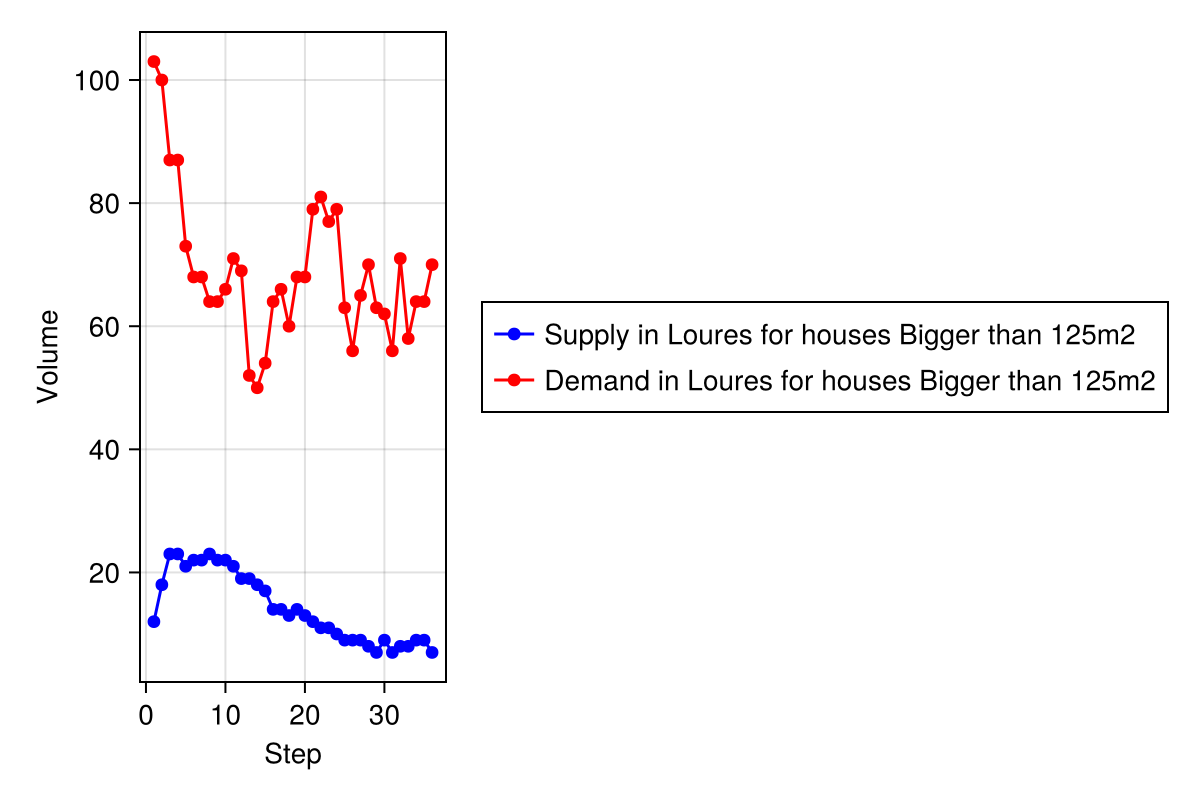 100
80
60
40
20
Volume
0 10 20 30
Step
Supply in Loures for houses Bigger than 125m2
Demand in Loures for houses Bigger than 125m2